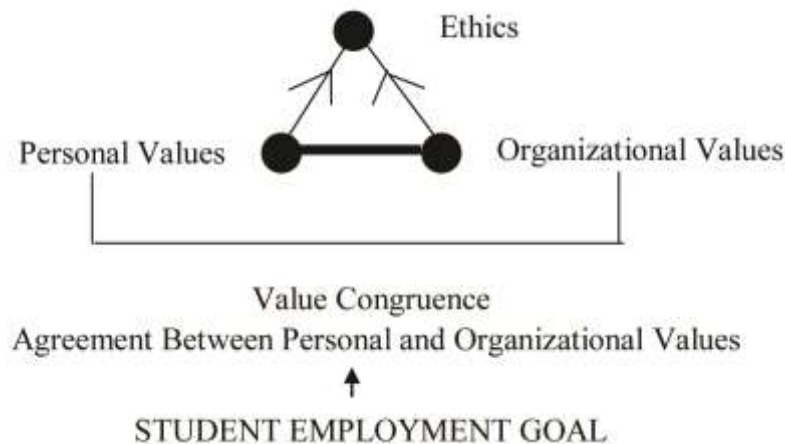 Ethics
Personal Values
Organizational Values
Value Congruence
Agreement Between Personal and Organizational Values
STUDENT EMPLOYMENT GOAL